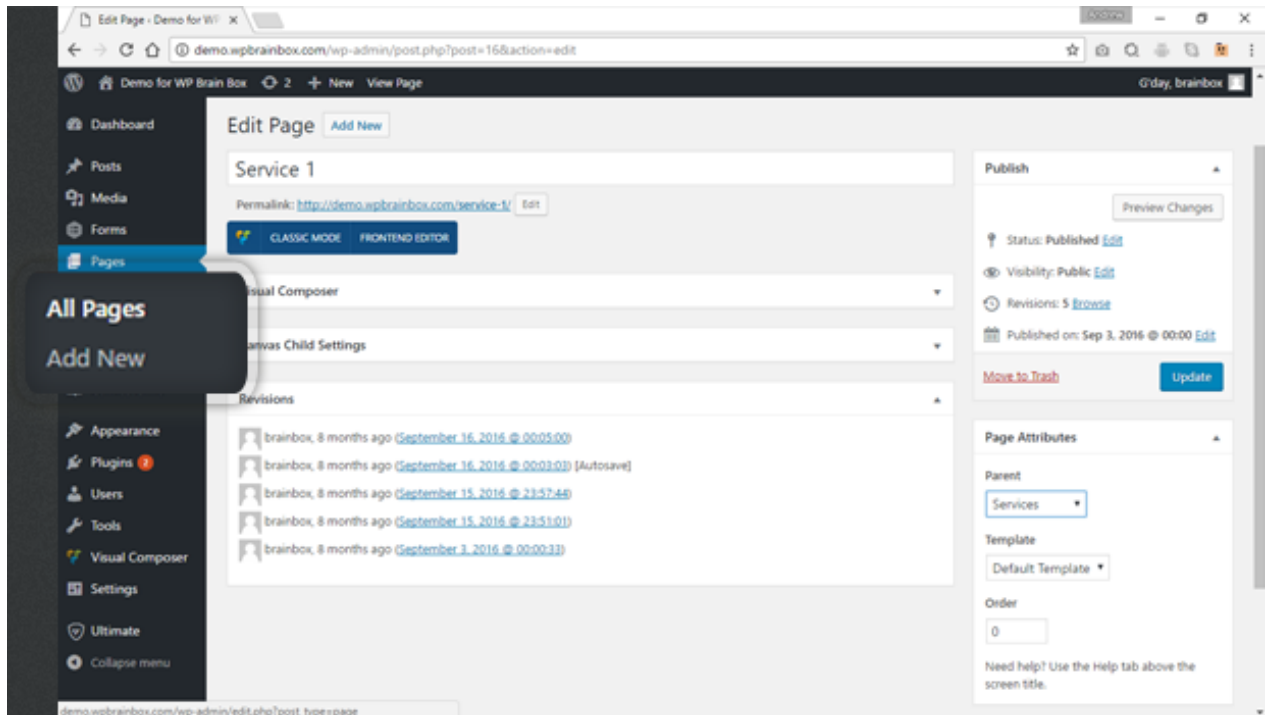 Edit Page ‹ Demo for WP
Andrew
demo.wpbrainbox.com/wp-admin/post.php?post=16&action=edit
Demo for WP Brain Box 2 + New View Page
G'day, brainbox
Dashboard
Posts
Media
Forms
Pages
All Pages
Add New
Appearance
Plugins 2
Users
Tools
Visual Composer
Settings
Ultimate
Collapse menu
Edit Page Add New
Service 1
Permalink: http://demo.wpbrainbox.com/service-1/ Edit
CLASSIC MODE FRONTEND EDITOR
isual Composer
anvas Child Settings
Revisions
brainbox, 8 months ago (September 16, 2016 @ 00:05:00)
brainbox, 8 months ago (September 16, 2016 @ 00:03:03) [Autosave]
brainbox, 8 months ago (September 15, 2016 @ 23:57:44)
brainbox, 8 months ago (September 15, 2016 @ 23:51:01)
brainbox, 8 months ago (September 3, 2016 @ 00:00:33)
Publish
Preview Changes
Status: Published Edit
Visibility: Public Edit
Revisions: 5 Browse
Published on: Sep 3, 2016 @ 00:00 Edit
Move to Trash Update
Page Attributes
Parent
Services
Template
Default Template
Order
0
Need help? Use the Help tab above the
screen title.
demo.wpbrainbox.com/wp-admin/edit.php?post_type=page